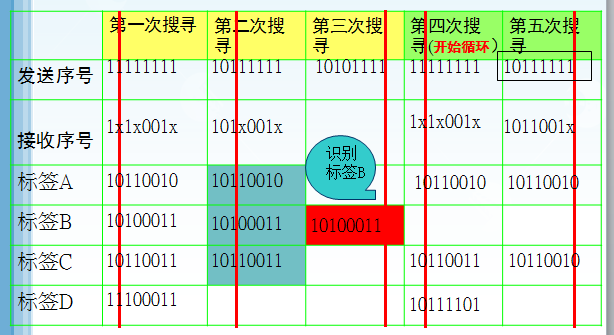 第一次搜寻 第二次搜寻 第三次搜寻 第四次搜寻(开始循环) 第五次搜寻
发送序号 11111111 10111111 10101111 11111111 10111111
接收序号 1x1x001x 101x001x 1x1x001x 1011001x
识别
标签B
标签A 10110010 10110010 10110010 10110010
标签B 10100011 10100011 10100011
标签C 10110011 10110011 10110011 10110010
标签D 11100011 10111101